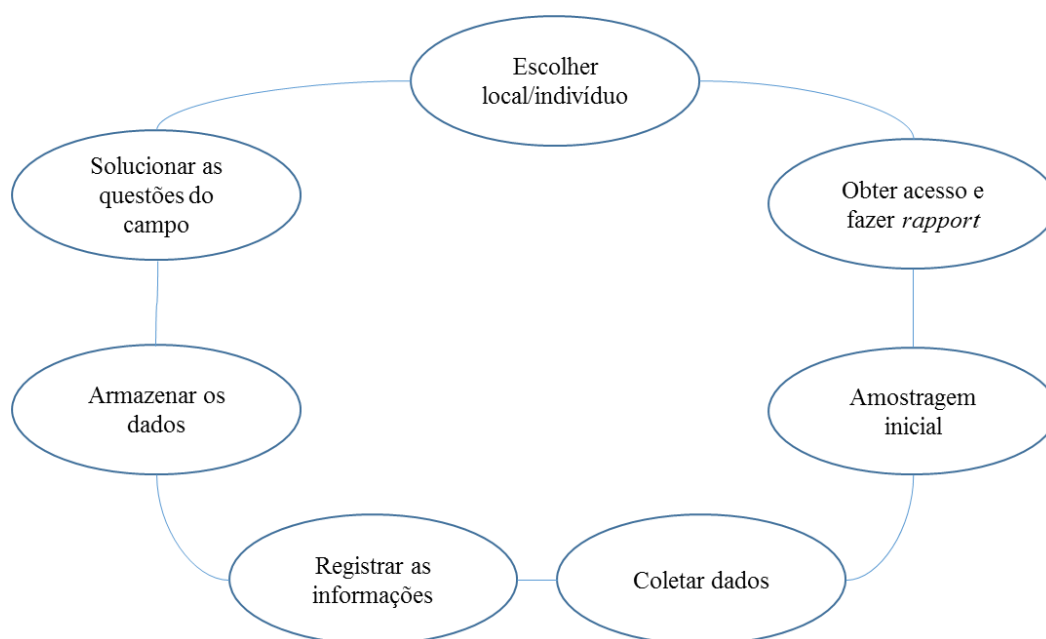 Escolher
local/indivíduo
Obter acesso e
fazer rapport
Amostragem
inicial
Coletar dados
Registrar as
informações
Armazenar os
dados
Solucionar as
questões do
campo